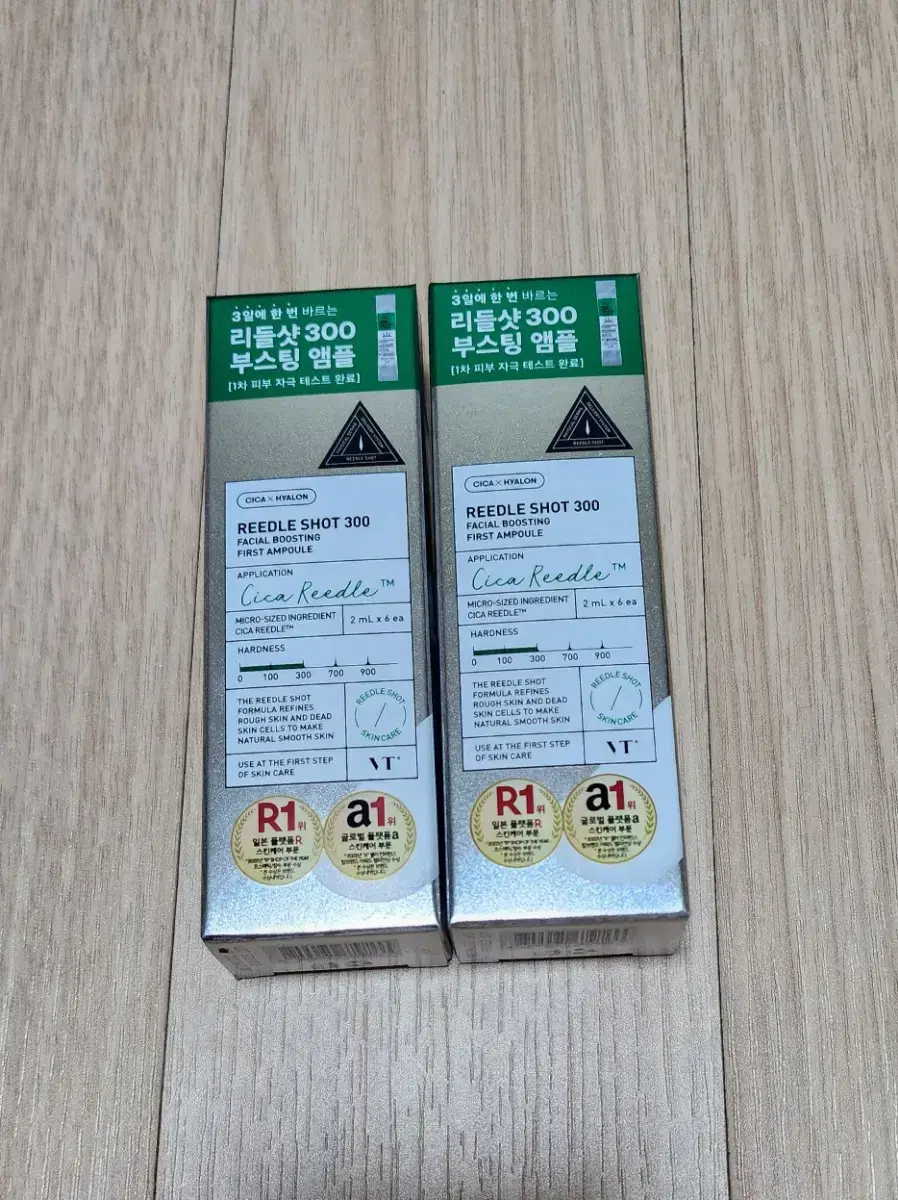 3일에 한 번 바르는
리들샷 300
부스팅 앰플
[1차 피부 자극 테스트 완료]
REEDLE SHOT
CICA × HYALON
REEDLE SHOT 300
FACIAL BOOSTING
FIRST AMPOULE
APPLICATION
Cica Reedle™
MICRO-SIZED INGREDIENT
CICA REEDLE™
2 mL x 6 ea
HARDNESS
0 100 300 700 900
THE REEDLE SHOT
FORMULA REFINES
ROUGH SKIN AND DEAD
SKIN CELLS TO MAKE
NATURAL SMOOTH SKIN
REEDLE SHOT
SKINCARE
USE AT THE FIRST STEP
OF SKIN CARE
VT
R1위
일본 플랫폼R
스킨케어 부문
a1위
글로벌 플랫폼a
스킨케어 부문
3일에 한 번 바르는
리들샷 300
부스팅 앰플
[1차 피부 자극 테스트 완료]
REEDLE SHOT
CICA × HYALON
REEDLE SHOT 300
FACIAL BOOSTING
FIRST AMPOULE
APPLICATION
Cica Reedle™
MICRO-SIZED INGREDIENT
CICA REEDLE™
2 mL x 6 ea
HARDNESS
0 100 300 700 900
THE REEDLE SHOT
FORMULA REFINES
ROUGH SKIN AND DEAD
SKIN CELLS TO MAKE
NATURAL SMOOTH SKIN
REEDLE SHOT
SKINCARE
USE AT THE FIRST STEP
OF SKIN CARE
VT
R1위
일본 플랫폼R
스킨케어 부문
a1위
글로벌 플랫폼a
스킨케어 부문